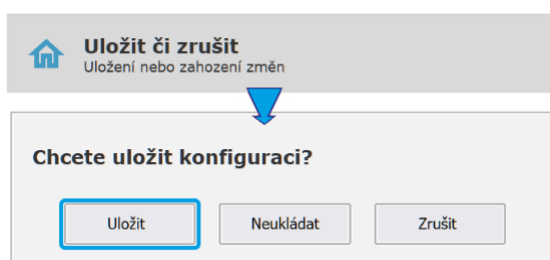 Uložit či zrušit
Uložení nebo zahození změn
Chcete uložit konfiguraci?
Uložit Neukládat Zrušit